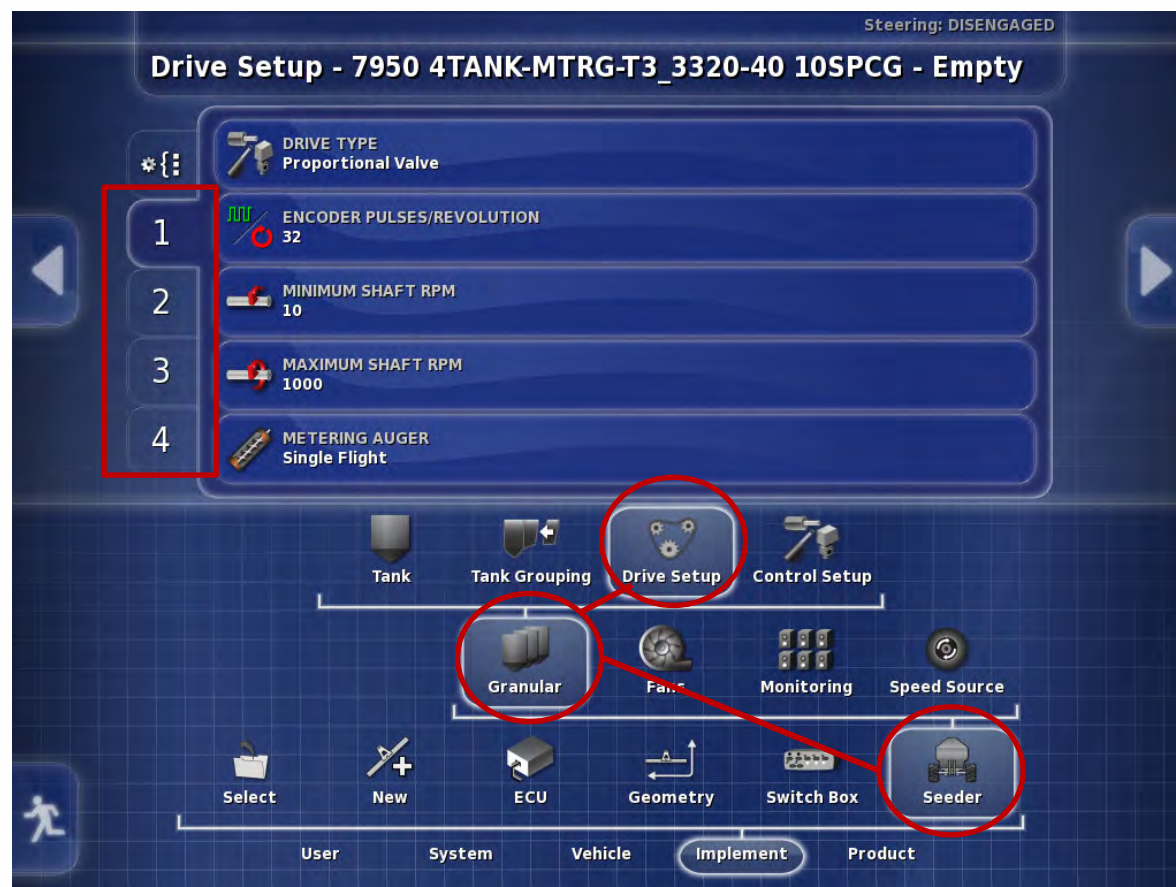 Steering: DISENGAGED
Drive Setup - 7950 4TANK-MTRG-T3_3320-40 10SPCG - Empty
DRIVE TYPE
Proportional Valve
1
ENCODER PULSES/REVOLUTION
32
2
MINIMUM SHAFT RPM
10
3
MAXIMUM SHAFT RPM
1000
4
METERING AUGER
Single Flight
Tank Tank Grouping Drive Setup Control Setup
Granular Fans Monitoring Speed Source
Select New ECU Geometry Switch Box Seeder
User System Vehicle Implement Product